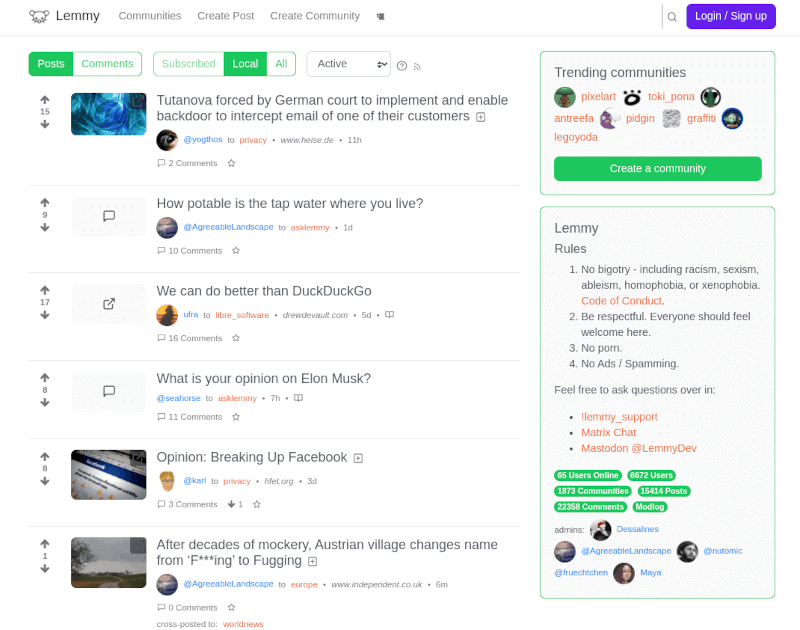 Lemmy Communities Create Post Create Community Login / Sign up
Posts Comments Subscribed Local All Active
15
Tutanova forced by German court to implement and enable
backdoor to intercept email of one of their customers
@yogthos to privacy • www.heise.de • 11h
2 Comments
9
How potable is the tap water where you live?
@AgreeableLandscape to asklemmy • 1d
10 Comments
17
We can do better than DuckDuckGo
ufra to libre_software • drewdevault.com • 5d •
16 Comments
8
What is your opinion on Elon Musk?
@seahorse to asklemmy • 7h •
11 Comments
8
Opinion: Breaking Up Facebook
@karl to privacy • hfet.org • 3d
3 Comments 1
1
After decades of mockery, Austrian village changes name
from ‘F***ing’ to Fugging
@AgreeableLandscape to europe • www.independent.co.uk • 6m
0 Comments
cross-posted to: worldnews
Trending communities
pixelart toki_pona
antreefa pidgin graffiti
legoyoda
Create a community
Lemmy
Rules
1. No bigotry - including racism, sexism,
ableism, homophobia, or xenophobia.
Code of Conduct.
2. Be respectful. Everyone should feel
welcome here.
3. No porn.
4. No Ads / Spamming.
Feel free to ask questions over in:
• !lemmy_support
• Matrix Chat
• Mastodon @LemmyDev
65 Users Online 6672 Users
1873 Communities 15414 Posts
22358 Comments Modlog
admins: Dessalines
@AgreeableLandscape @nutomic
@fruechtchen Maya